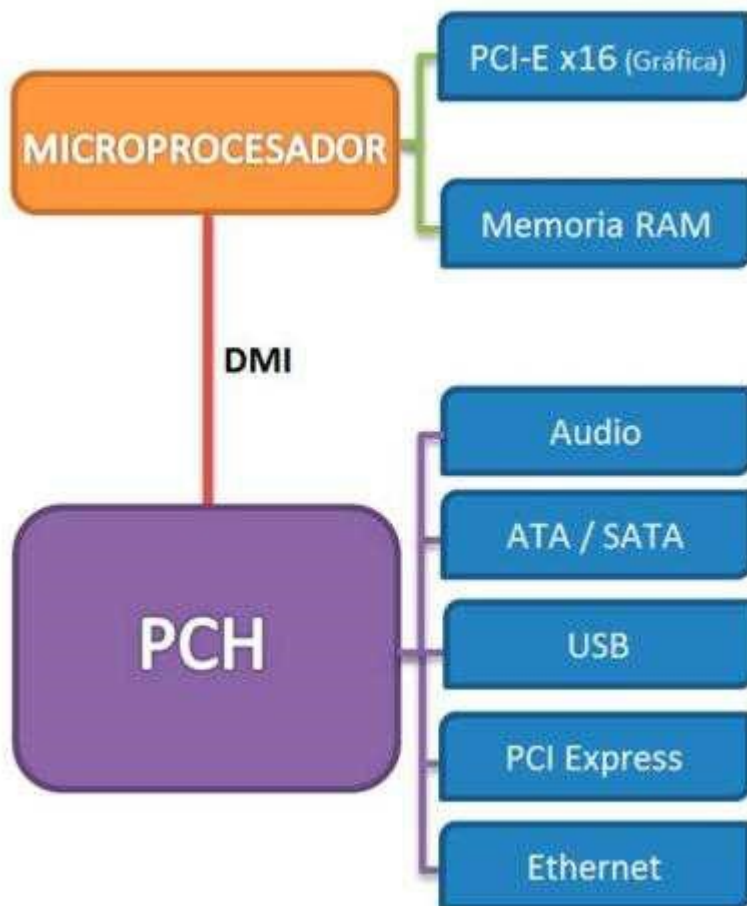 PCI-E x16 (Gráfica)
MICROPROCESADOR
Memoria RAM
DMI
Audio
ATA / SATA
PCH
USB
PCI Express
Ethernet